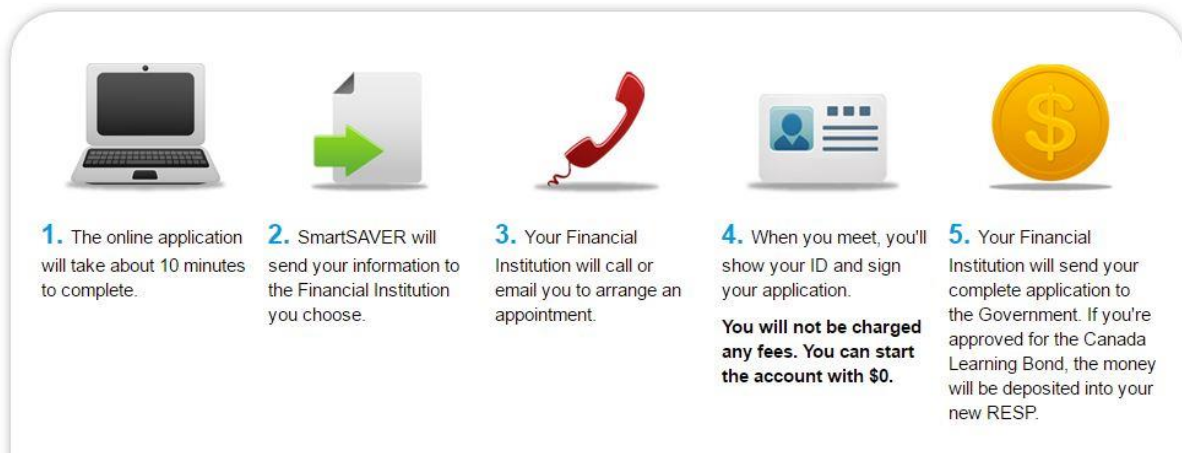 1. The online application
will take about 10 minutes
to complete.
2. SmartSAVER will
send your information to
the Financial Institution
you choose.
3. Your Financial
Institution will call or
email you to arrange an
appointment.
4. When you meet, you'll
show your ID and sign
your application.
You will not be charged
any fees. You can start
the account with $0.
5. Your Financial
Institution will send your
complete application to
the Government. If you're
approved for the Canada
Learning Bond, the money
will be deposited into your
new RESP.